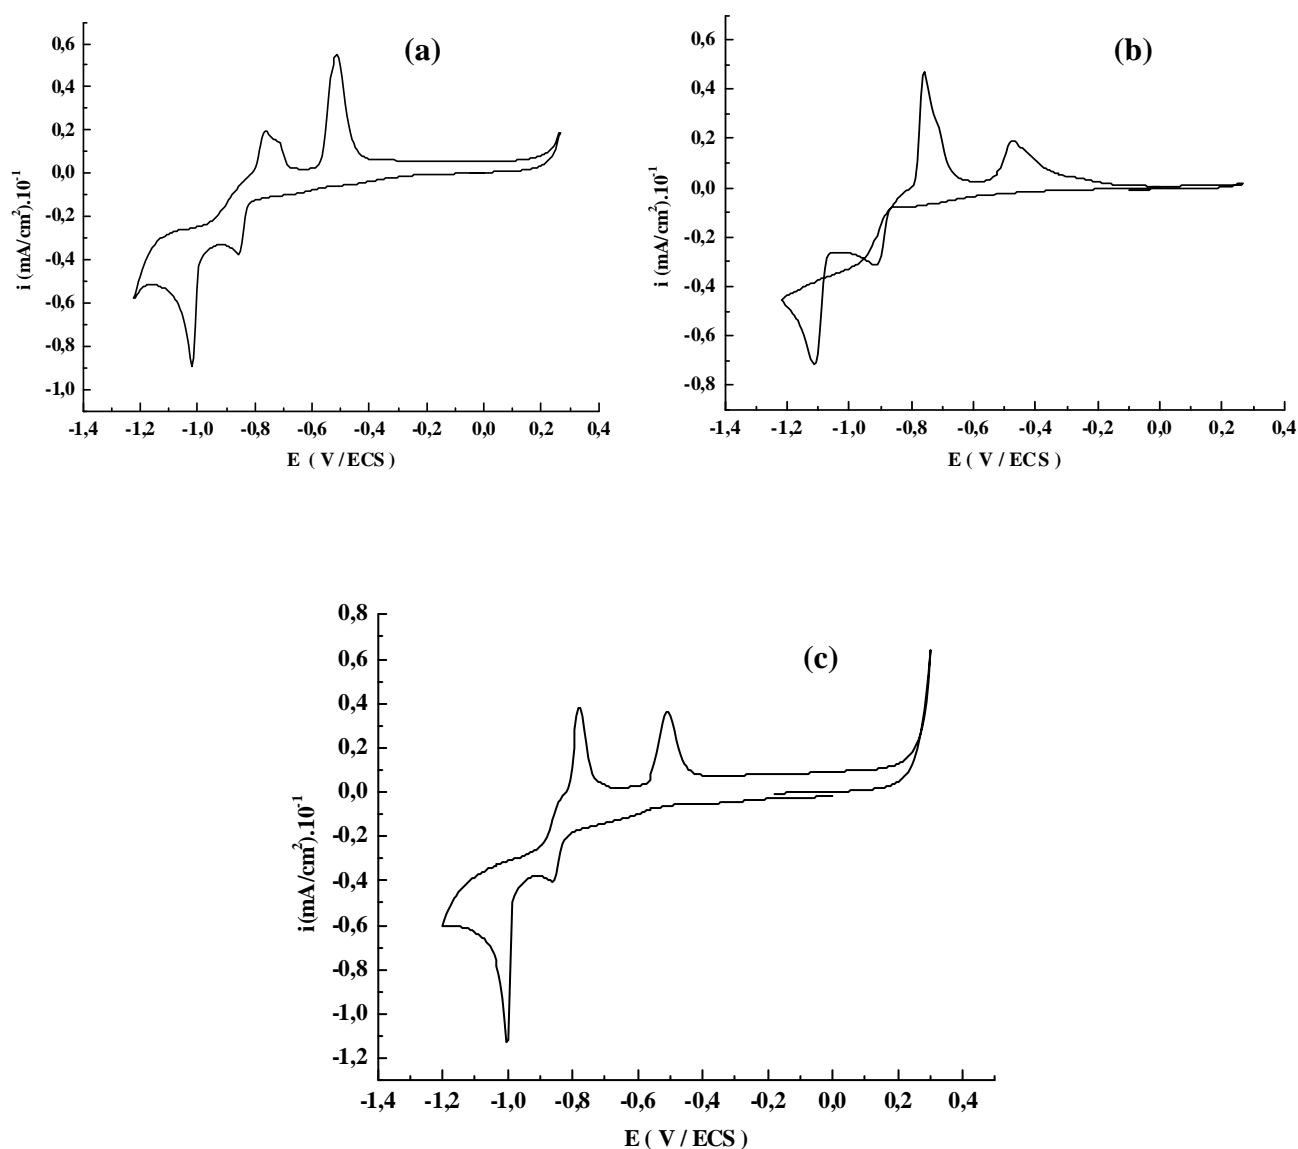 (a)
0,6
0,4
0,2
0,0
-0,2
-0,4
-0,6
-0,8
-1,0
i (mA/cm²).10⁻¹
-1,4 -1,2 -1,0 -0,8 -0,6 -0,4 -0,2 0,0 0,2 0,4
E ( V / ECS)
(b)
0,6
0,4
0,2
0,0
-0,2
-0,4
-0,6
-0,8
i (mA/cm²).10⁻¹
-1,4 -1,2 -1,0 -0,8 -0,6 -0,4 -0,2 0,0 0,2 0,4
E ( V / ECS )
(c)
0,8
0,6
0,4
0,2
0,0
-0,2
-0,4
-0,6
-0,8
-1,0
-1,2
i(mA/cm²).10⁻¹
-1,4 -1,2 -1,0 -0,8 -0,6 -0,4 -0,2 0,0 0,2 0,4
E ( V / ECS )